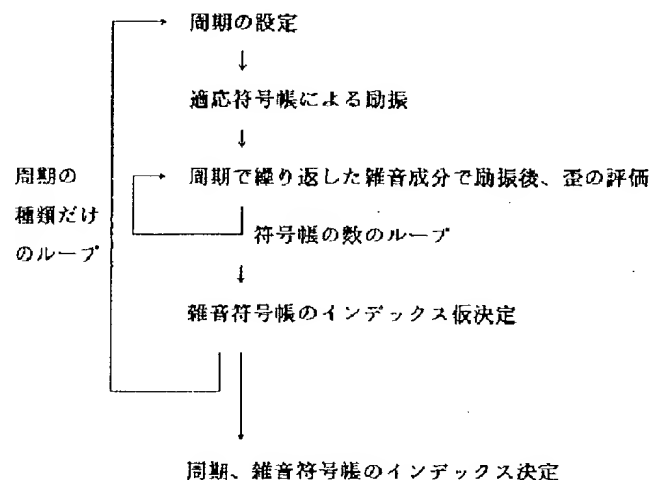 周期の設定
適応符号帳による励振
周期で繰り返した雑音成分で励振後、歪の評価
符号帳の数のループ
周期の
種類だけ
のループ
雑音符号帳のインデックス仮決定
周期、雑音符号帳のインデックス決定